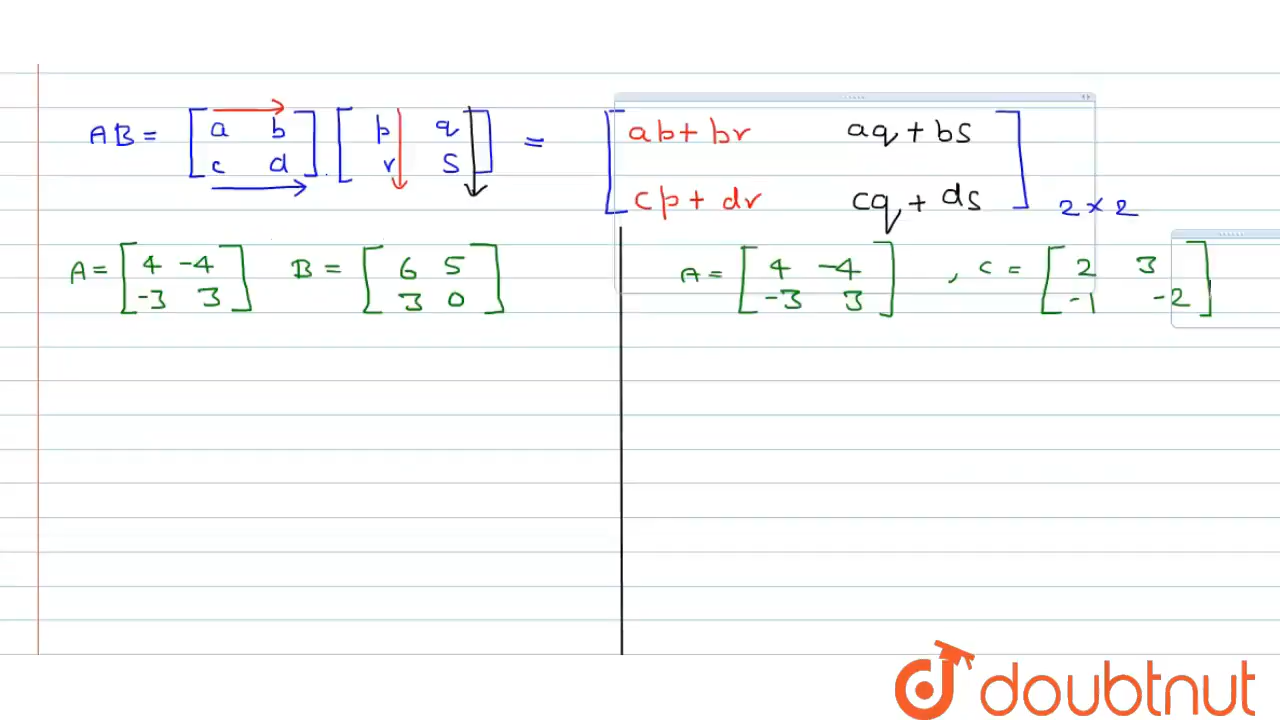 AB = [a b c d] . [p q r s] = [ap + br aq + bs cp + dr cq + ds] 2 × 2
A = [4 -4 -3 3] B = [6 5 3 0]
A = [4 -4 -3 3] , C = [2 3 -1 -2]
doubtnut